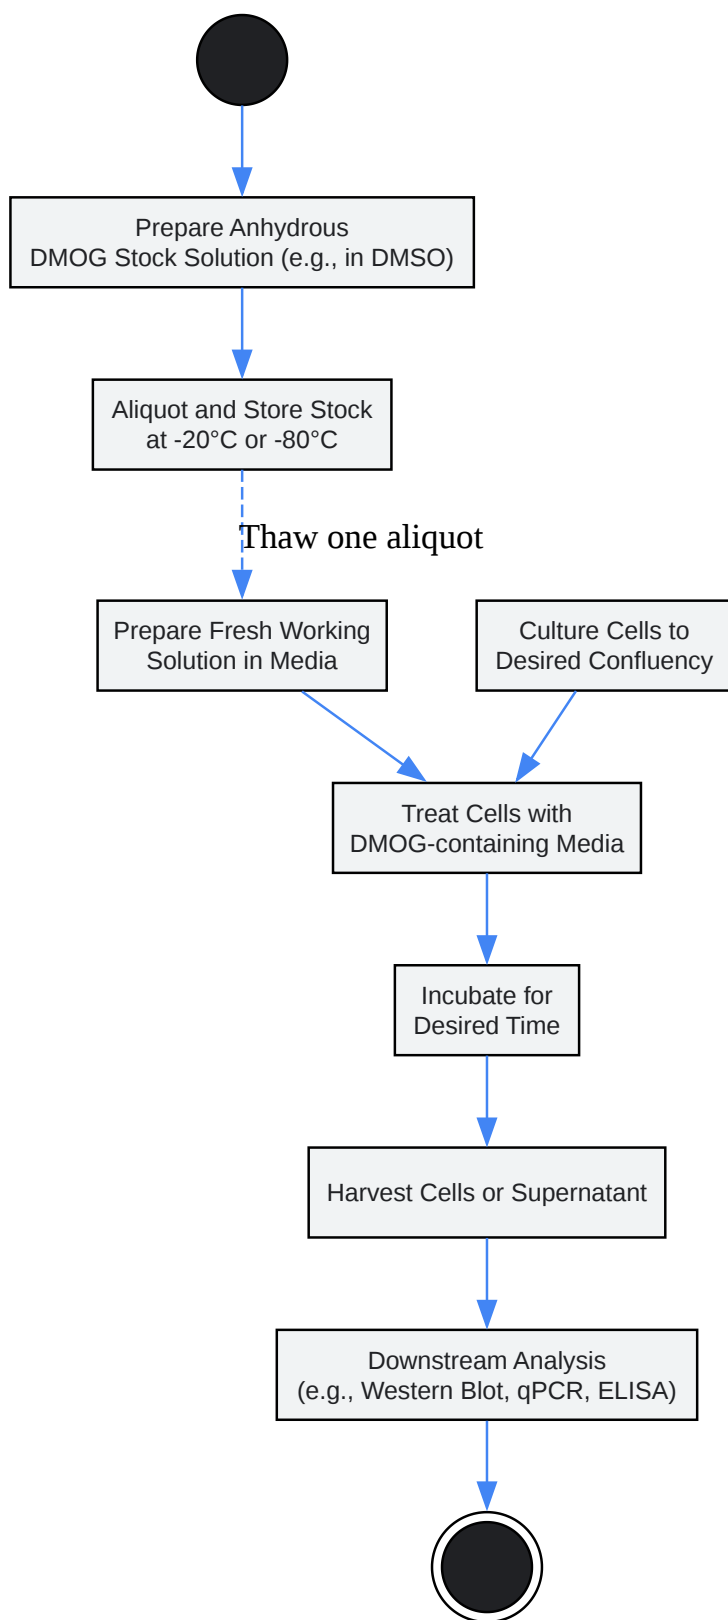 Prepare Anhydrous
DMOG Stock Solution (e.g., in DMSO)
Aliquot and Store Stock
at -20°C or -80°C
Thaw one aliquot
Prepare Fresh Working
Solution in Media
Culture Cells to
Desired Confluency
Treat Cells with
DMOG-containing Media
Incubate for
Desired Time
Harvest Cells or Supernatant
Downstream Analysis
(e.g., Western Blot, qPCR, ELISA)